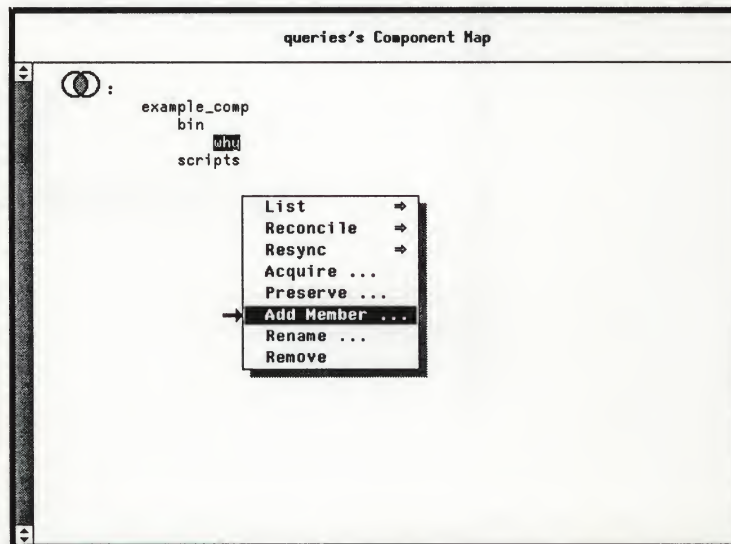 queries's Component Map
:
example_comp
bin
why
scripts
List ⇒
Reconcile ⇒
Resync ⇒
Acquire ...
Preserve ...
Add Member ...
Rename ...
Remove